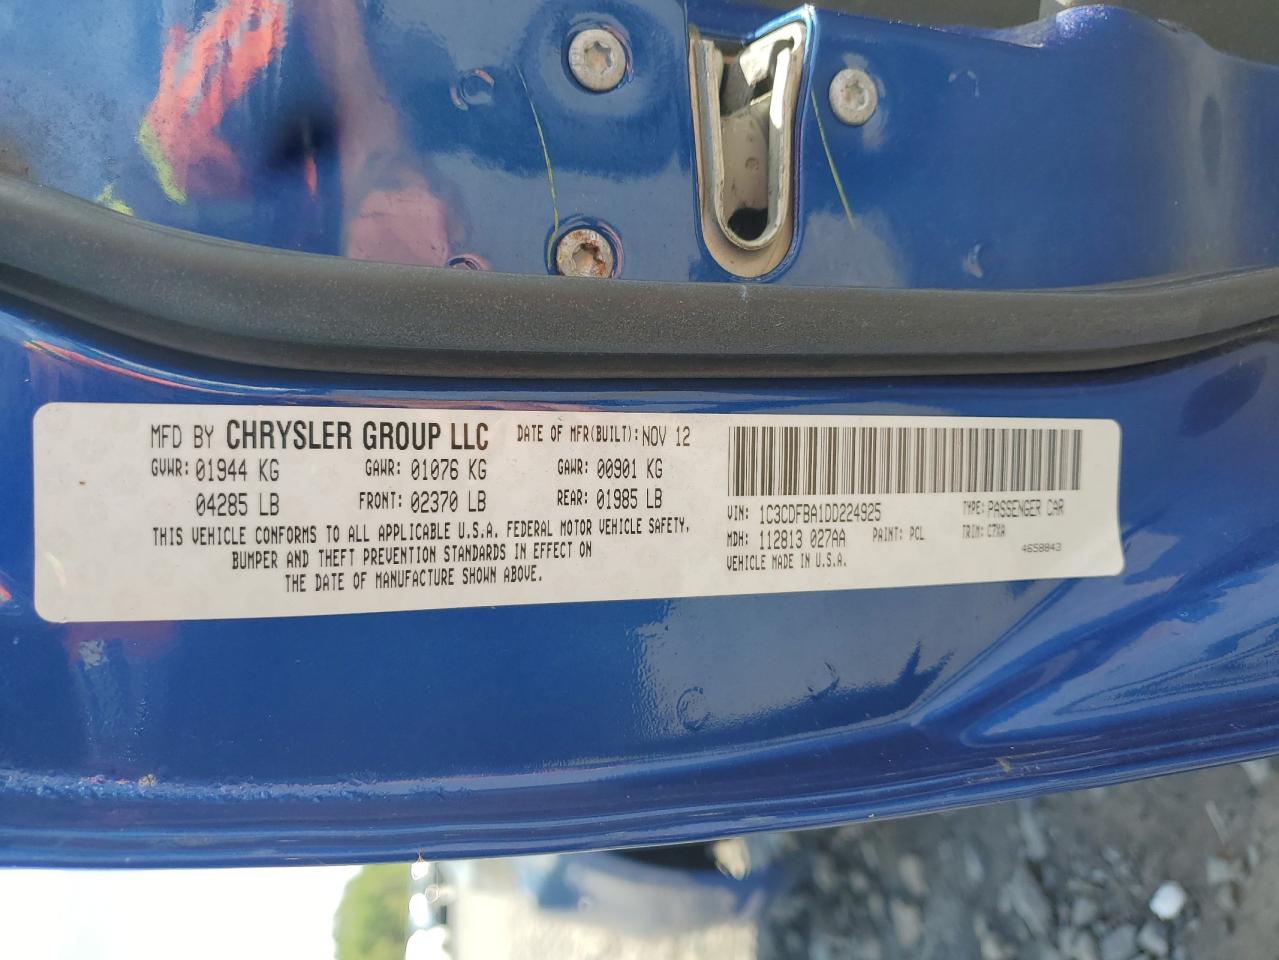 MFD BY CHRYSLER GROUP LLC DATE OF MFR(BUILT): NOV 12
GVWR: 01944 KG GAWR: 01076 KG GAWR: 00901 KG
04285 LB FRONT: 02370 LB REAR: 01985 LB
THIS VEHICLE CONFORMS TO ALL APPLICABLE U.S.A. FEDERAL MOTOR VEHICLE SAFETY,
BUMPER AND THEFT PREVENTION STANDARDS IN EFFECT ON
THE DATE OF MANUFACTURE SHOWN ABOVE.
VIN: 1C3CDFBA1DD224925 TYPE: PASSENGER CAR
MDH: 112813 027AA PAINT: PCL TRIM: C7XA
VEHICLE MADE IN U.S.A. 4658843